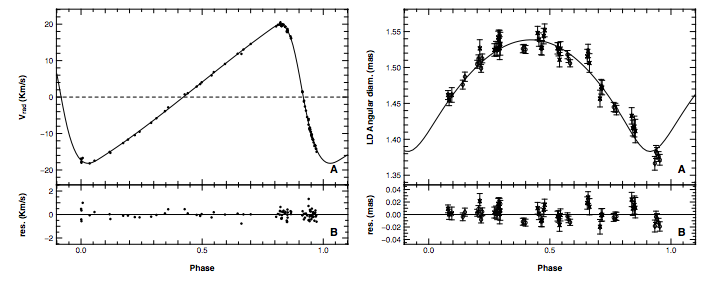 20
10
0
−10
−20
Vrad (Km/s)
A
2
0
−2
res. (Km/s)
B
0.0 0.5 1.0
Phase
1.55
1.50
1.45
1.40
1.35
LD Angular diam. (mas)
A
0.04
0.02
0.00
−0.02
−0.04
res. (mas)
B
0.0 0.5 1.0
Phase